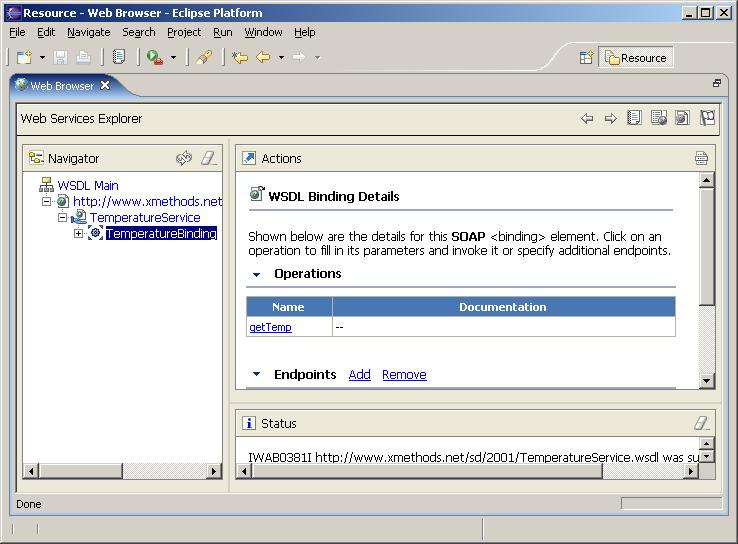 Resource - Web Browser - Eclipse Platform
File Edit Navigate Search Project Run Window Help
Resource
Web Browser
Web Services Explorer
Navigator
WSDL Main
http://www.xmethods.net
TemperatureService
TemperatureBinding
Actions
WSDL Binding Details
Shown below are the details for this SOAP <binding> element. Click on an
operation to fill in its parameters and invoke it or specify additional endpoints.
Operations
Name Documentation
getTemp --
Endpoints Add Remove
Status
IWAB0381I http://www.xmethods.net/sd/2001/TemperatureService.wsdl was su
Done